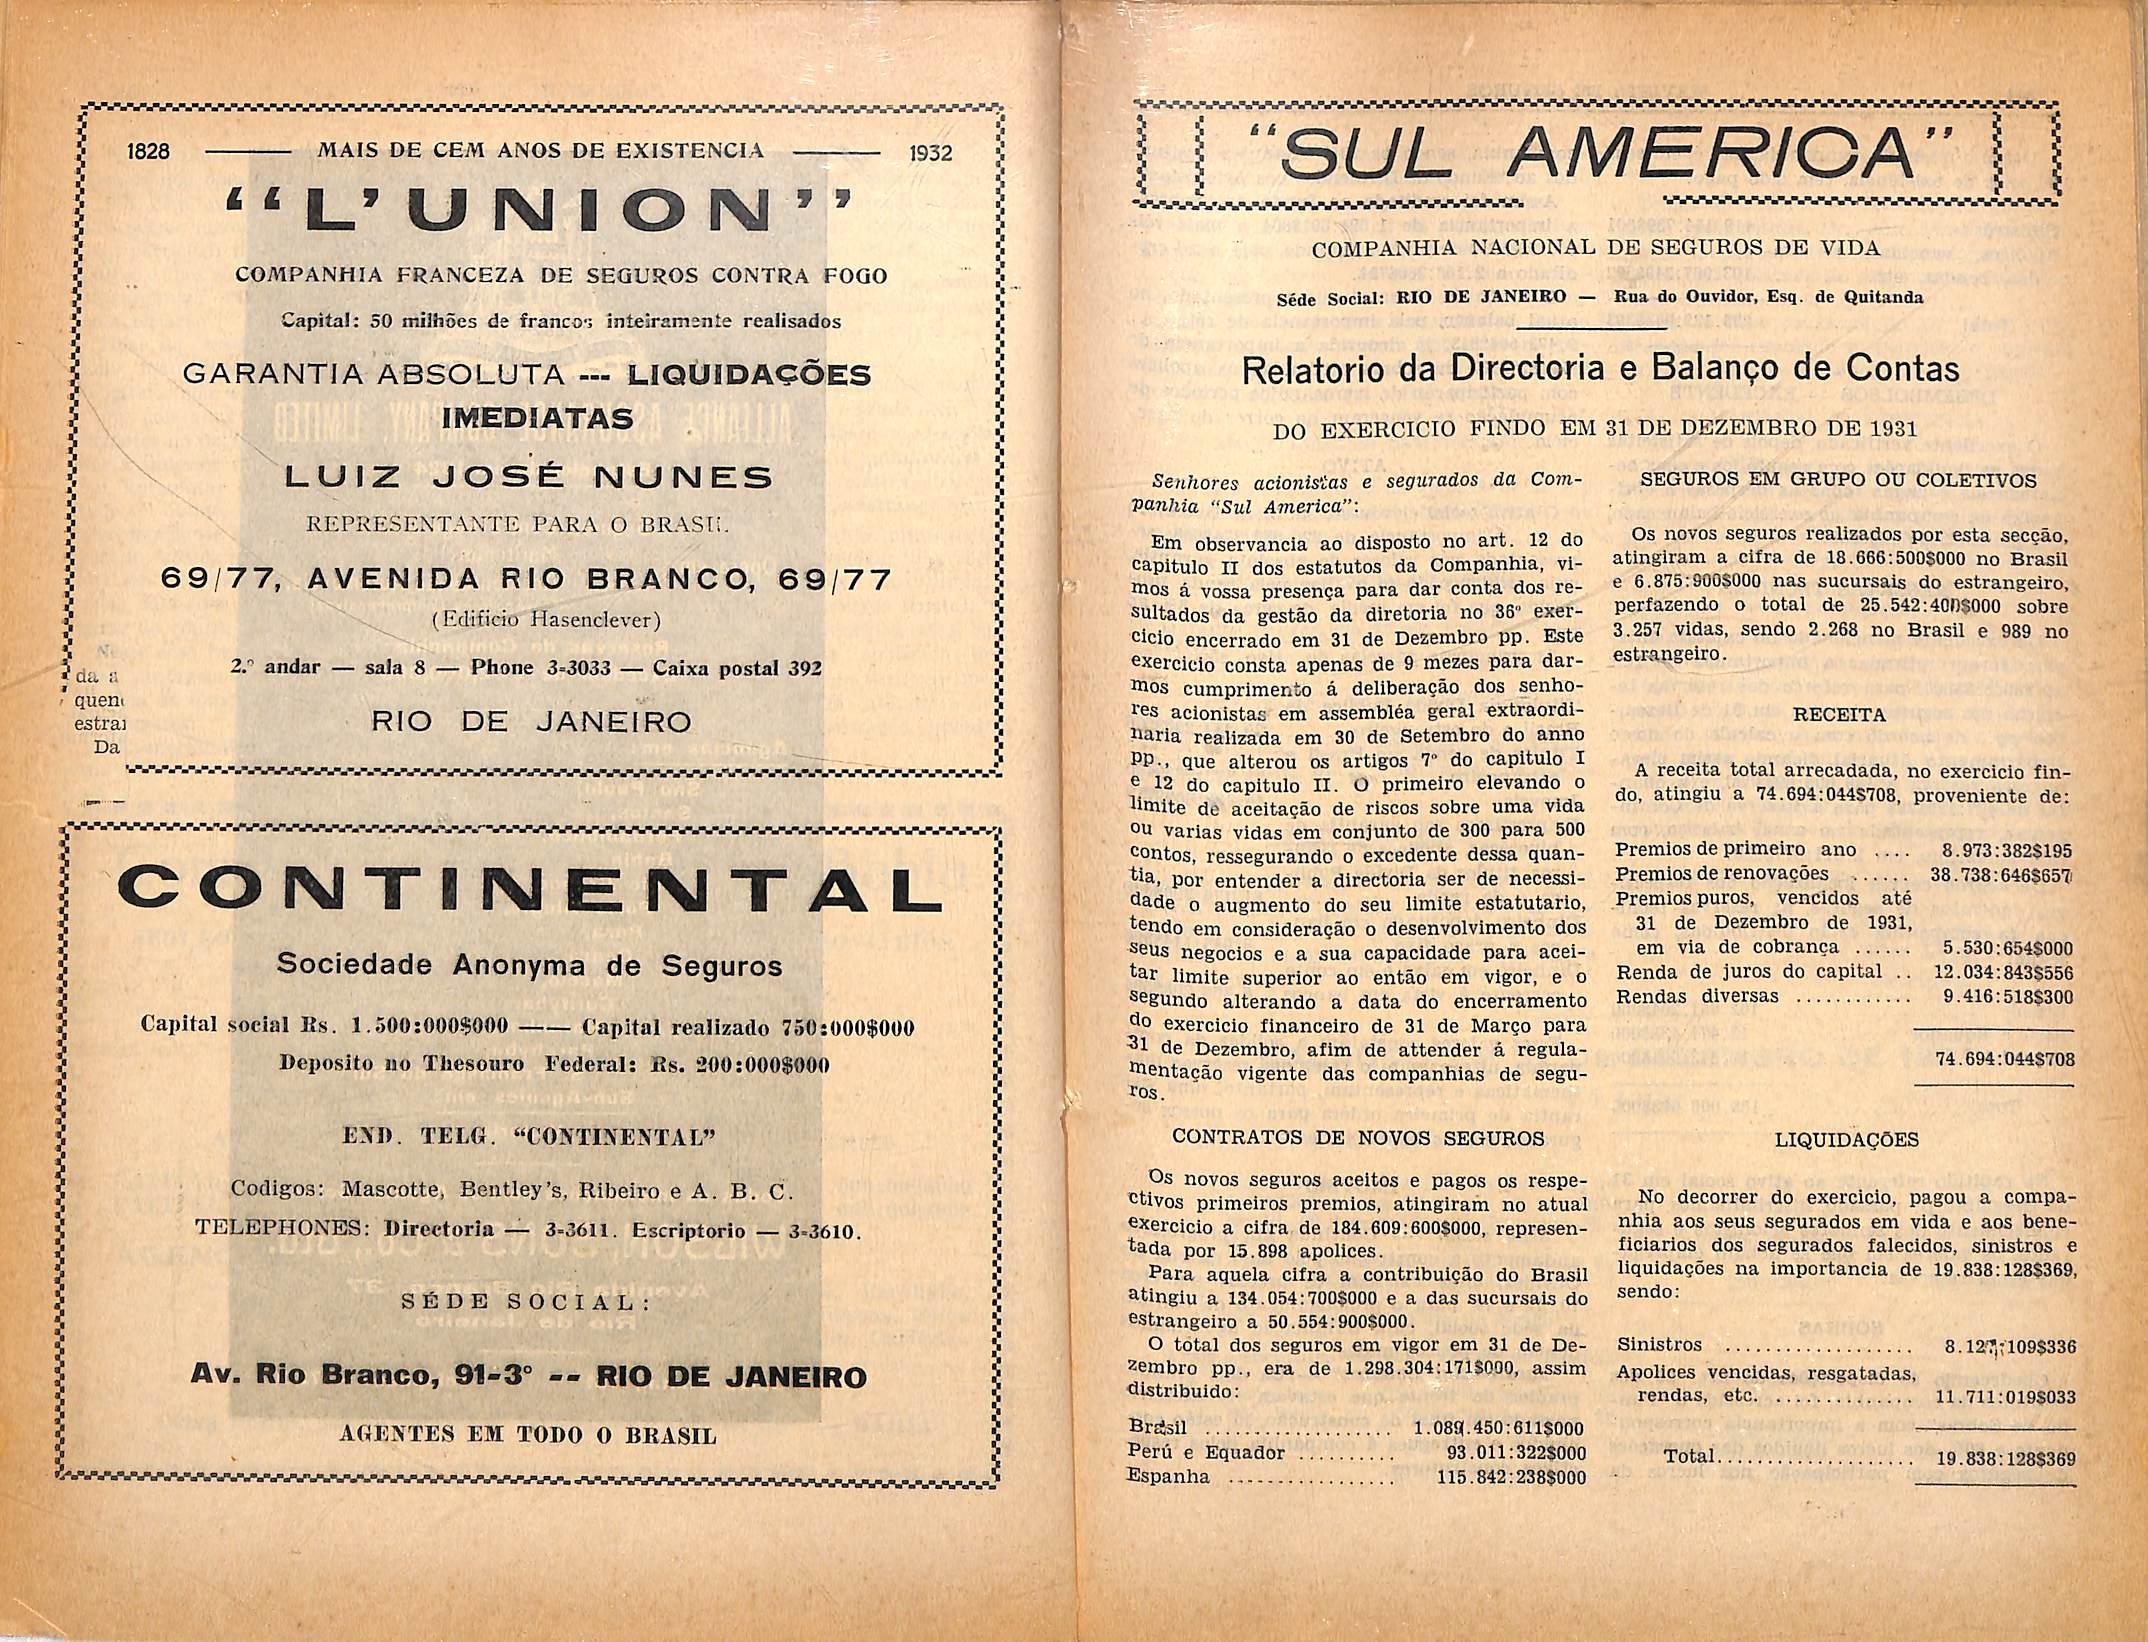 1828 ——— MAIS DE CEM ANOS DE EXISTENCIA ——— 1932
“L’UNION”
COMPANHIA FRANCEZA DE SEGUROS CONTRA FOGO
Capital: 50 milhões de francos inteiramente realisados
GARANTIA ABSOLUTA --- LIQUIDAÇÕES
IMEDIATAS
LUIZ JOSÉ NUNES
REPRESENTANTE PARA O BRASIL
69/77, AVENIDA RIO BRANCO, 69/77
(Edificio Hasenclever)
2.º andar — sala 8 — Phone 3-3033 — Caixa postal 392
RIO DE JANEIRO
da a
quen
estra
Da
CONTINENTAL
Sociedade Anonyma de Seguros
Capital social Rs. 1.500:000$000 —— Capital realizado 750:000$000
Deposito no Thesouro Federal: Rs. 200:000$000
END. TELG. “CONTINENTAL”
Codigos: Mascotte, Bentley's, Ribeiro e A. B. C.
TELEPHONES: Directoria — 3-3611. Escriptorio — 3-3610.
SÉDE SOCIAL:
Av. Rio Branco, 91-3º -- RIO DE JANEIRO
AGENTES EM TODO O BRASIL
“SUL AMERICA”
COMPANHIA NACIONAL DE SEGUROS DE VIDA
Séde Social: RIO DE JANEIRO — Rua do Ouvidor, Esq. de Quitanda
Relatorio da Directoria e Balanço de Contas
DO EXERCICIO FINDO EM 31 DE DEZEMBRO DE 1931
Senhores acionistas e segurados da Com-
panhia “Sul America”:
Em observancia ao disposto no art. 12 do
capitulo II dos estatutos da Companhia, vi-
mos á vossa presença para dar conta dos re-
sultados da gestão da diretoria no 36º exer-
cicio encerrado em 31 de Dezembro pp. Este
exercicio consta apenas de 9 mezes para dar-
mos cumprimento á deliberação dos senho-
res acionistas em assembléa geral extraordi-
naria realizada em 30 de Setembro do anno
pp., que alterou os artigos 7º do capitulo I
e 12 do capitulo II. O primeiro elevando o
limite de aceitação de riscos sobre uma vida
ou varias vidas em conjunto de 300 para 500
contos, ressegurando o excedente dessa quan-
tia, por entender a directoria ser de necessi-
dade o augmento do seu limite estatutario,
tendo em consideração o desenvolvimento dos
seus negocios e a sua capacidade para acei-
tar limite superior ao então em vigor, e o
segundo alterando a data do encerramento
do exercicio financeiro de 31 de Março para
31 de Dezembro, afim de attender á regula-
mentação vigente das companhias de segu-
ros.
CONTRATOS DE NOVOS SEGUROS
Os novos seguros aceitos e pagos os respe-
ctivos primeiros premios, atingiram no atual
exercicio a cifra de 184.609:600$000, represen-
tada por 15.898 apolices.
Para aquela cifra a contribuição do Brasil
atingiu a 134.054:700$000 e a das sucursais do
estrangeiro a 50.554:900$000.
O total dos seguros em vigor em 31 de De-
zembro pp., era de 1.298.304:171$000, assim
distribuido:
Brasil ................... 1.089.450:611$000
Perú e Equador .......... 93.011:322$000
Espanha ................. 115.842:238$000
SEGUROS EM GRUPO OU COLETIVOS
Os novos seguros realizados por esta secção,
atingiram a cifra de 18.666:500$000 no Brasil
e 6.875:900$000 nas sucursais do estrangeiro,
perfazendo o total de 25.542:400$000 sobre
3.257 vidas, sendo 2.268 no Brasil e 989 no
estrangeiro.
RECEITA
A receita total arrecadada, no exercicio fin-
do, atingiu a 74.694:044$708, proveniente de:
Premios de primeiro ano .... 8.973:382$195
Premios de renovações ...... 38.738:646$657
Premios puros, vencidos até
31 de Dezembro de 1931,
em via de cobrança ...... 5.530:654$000
Renda de juros do capital .. 12.034:843$556
Rendas diversas ............ 9.416:518$300
74.694:044$708
LIQUIDAÇÕES
No decorrer do exercicio, pagou a compa-
nhia aos seus segurados em vida e aos bene-
ficiarios dos segurados falecidos, sinistros e
liquidações na importancia de 19.838:128$369,
sendo:
Sinistros ................... 8.127:109$336
Apolices vencidas, resgatadas,
rendas, etc. .............. 11.711:019$033
Total.................... 19.838:128$369